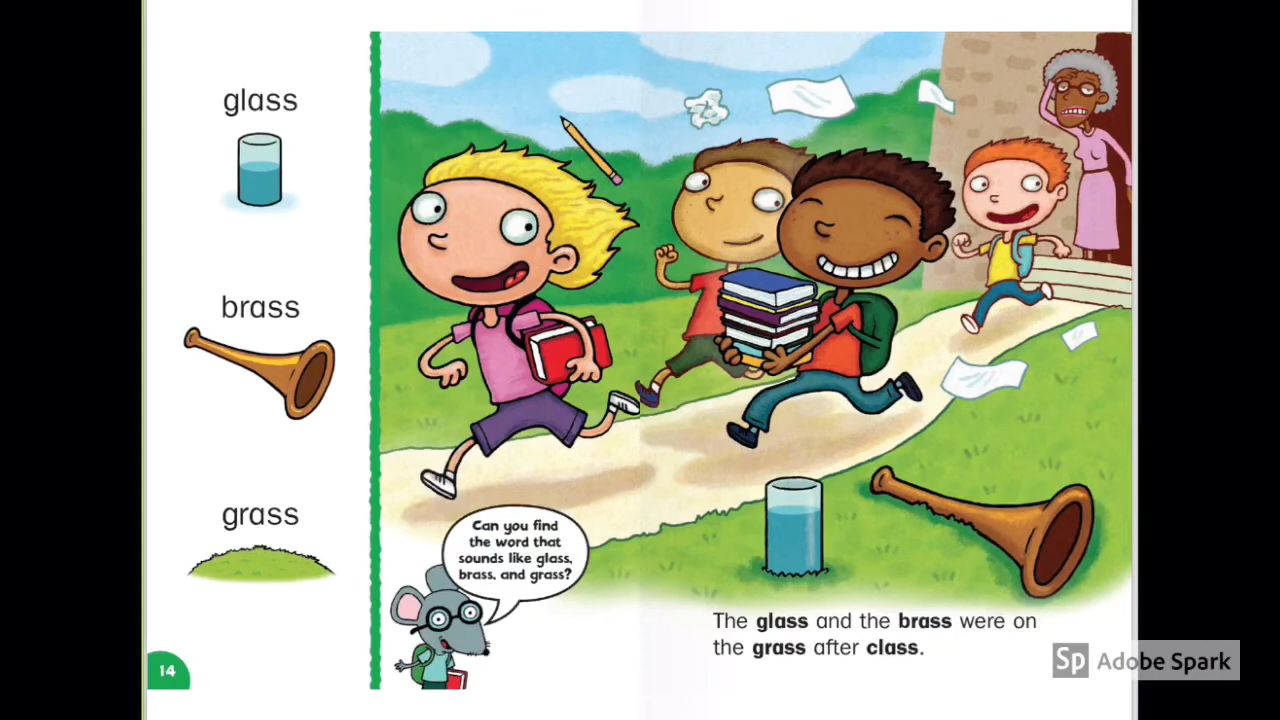 glass
brass
grass
Can you find
the word that
sounds like glass,
brass, and grass?
The glass and the brass were on
the grass after class.
14
Sp Adobe Spark